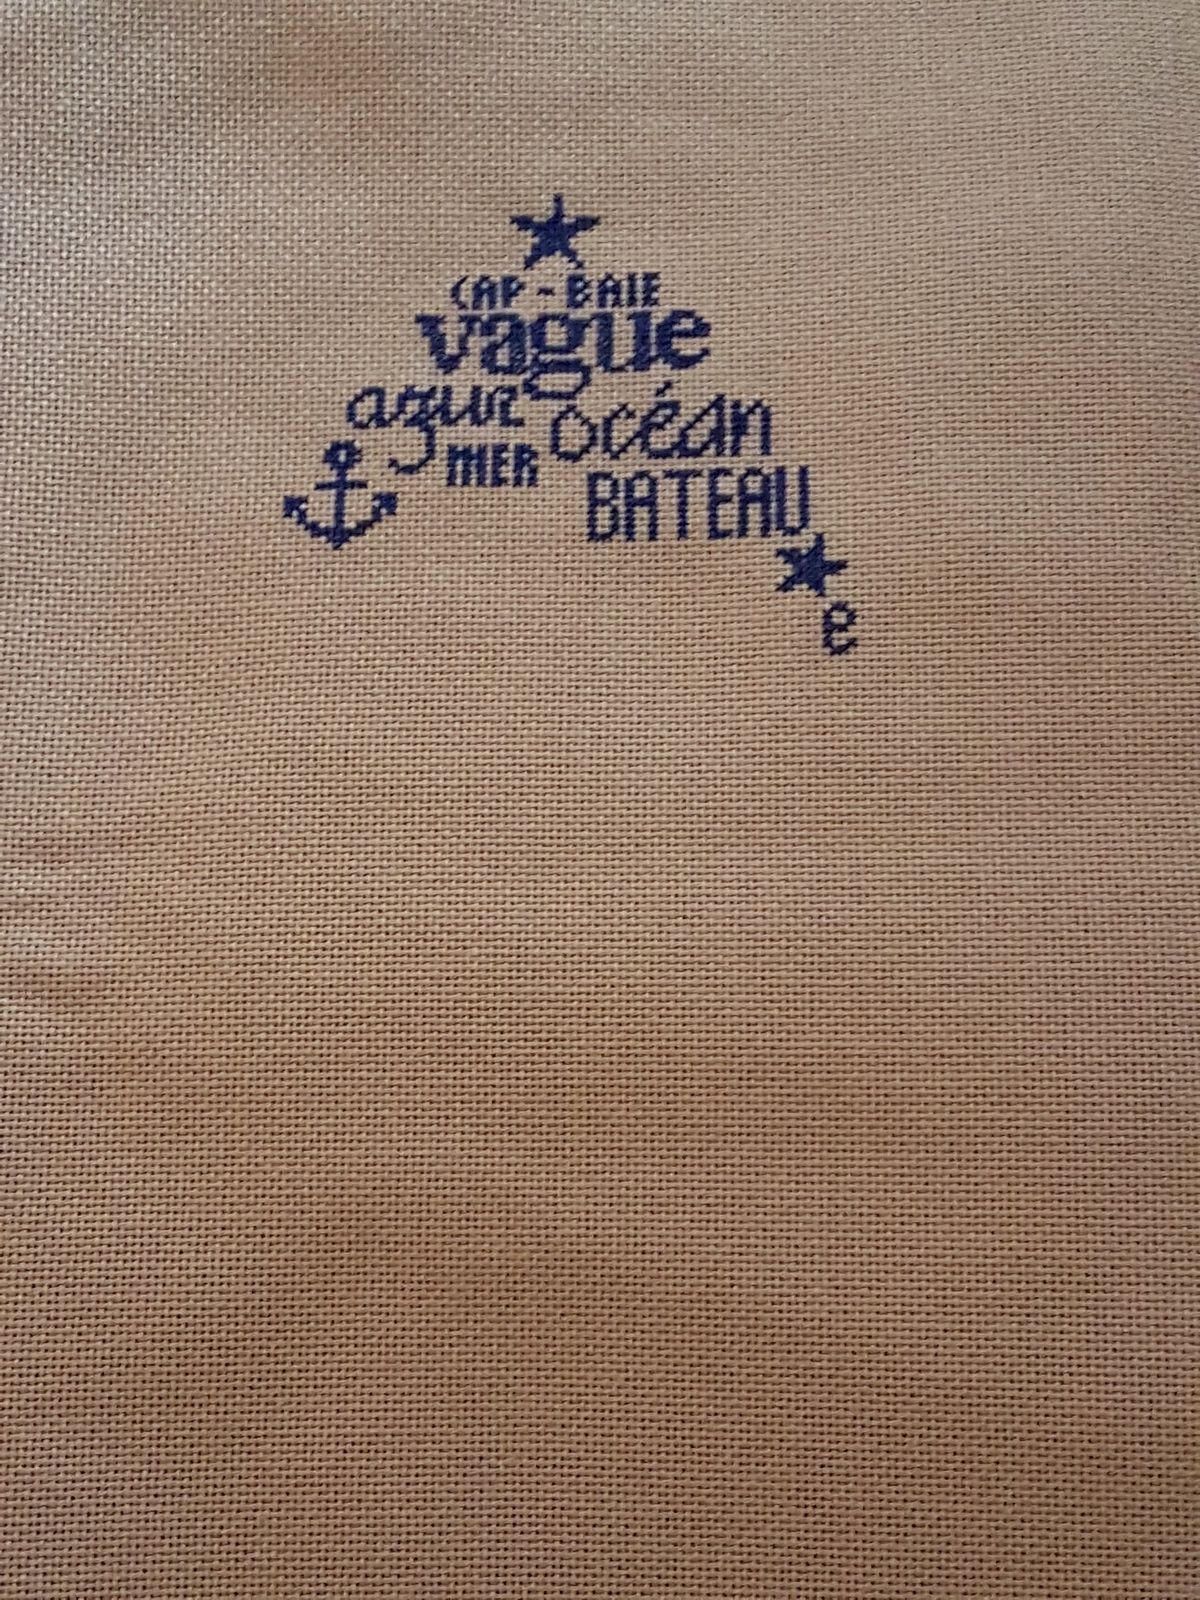 CAP - BAIE
vague
azur océan
MER
BATEAU
e